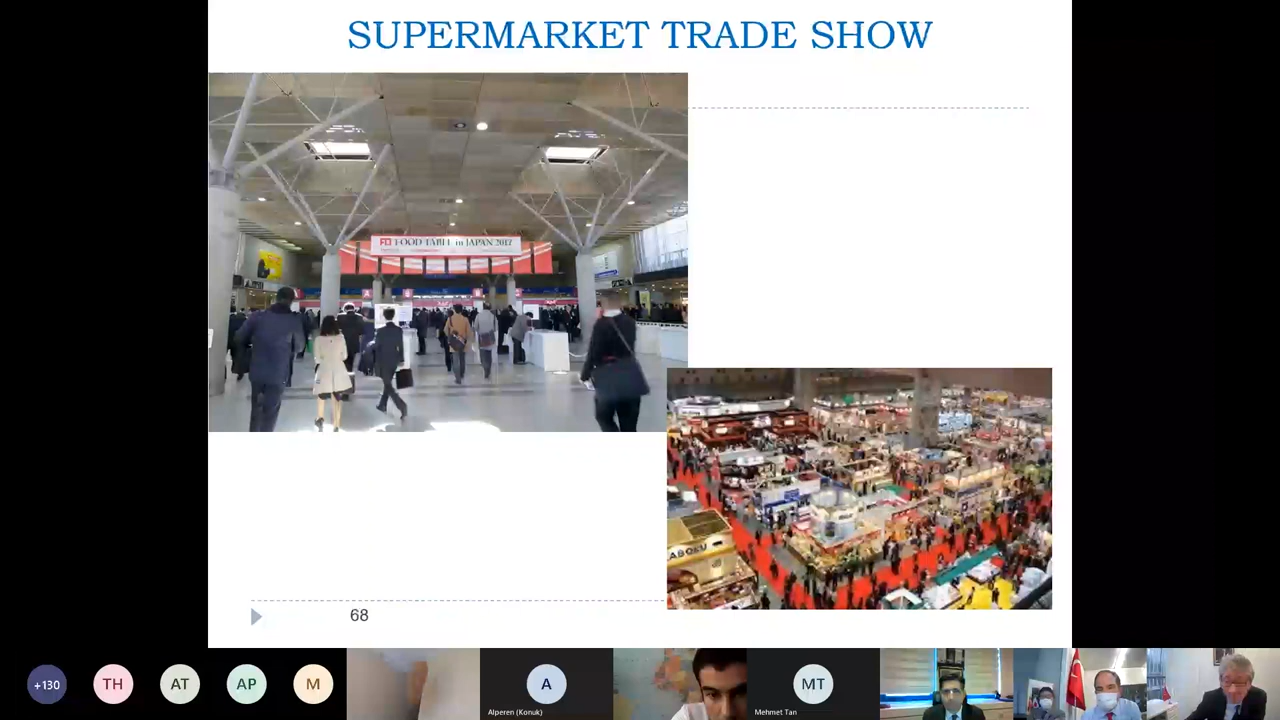 SUPERMARKET TRADE SHOW
FOOD TABLE in JAPAN 2017
68
+130
TH
AT
AP
M
A
Alperen (Konuk)
MT
Mehmet Tan